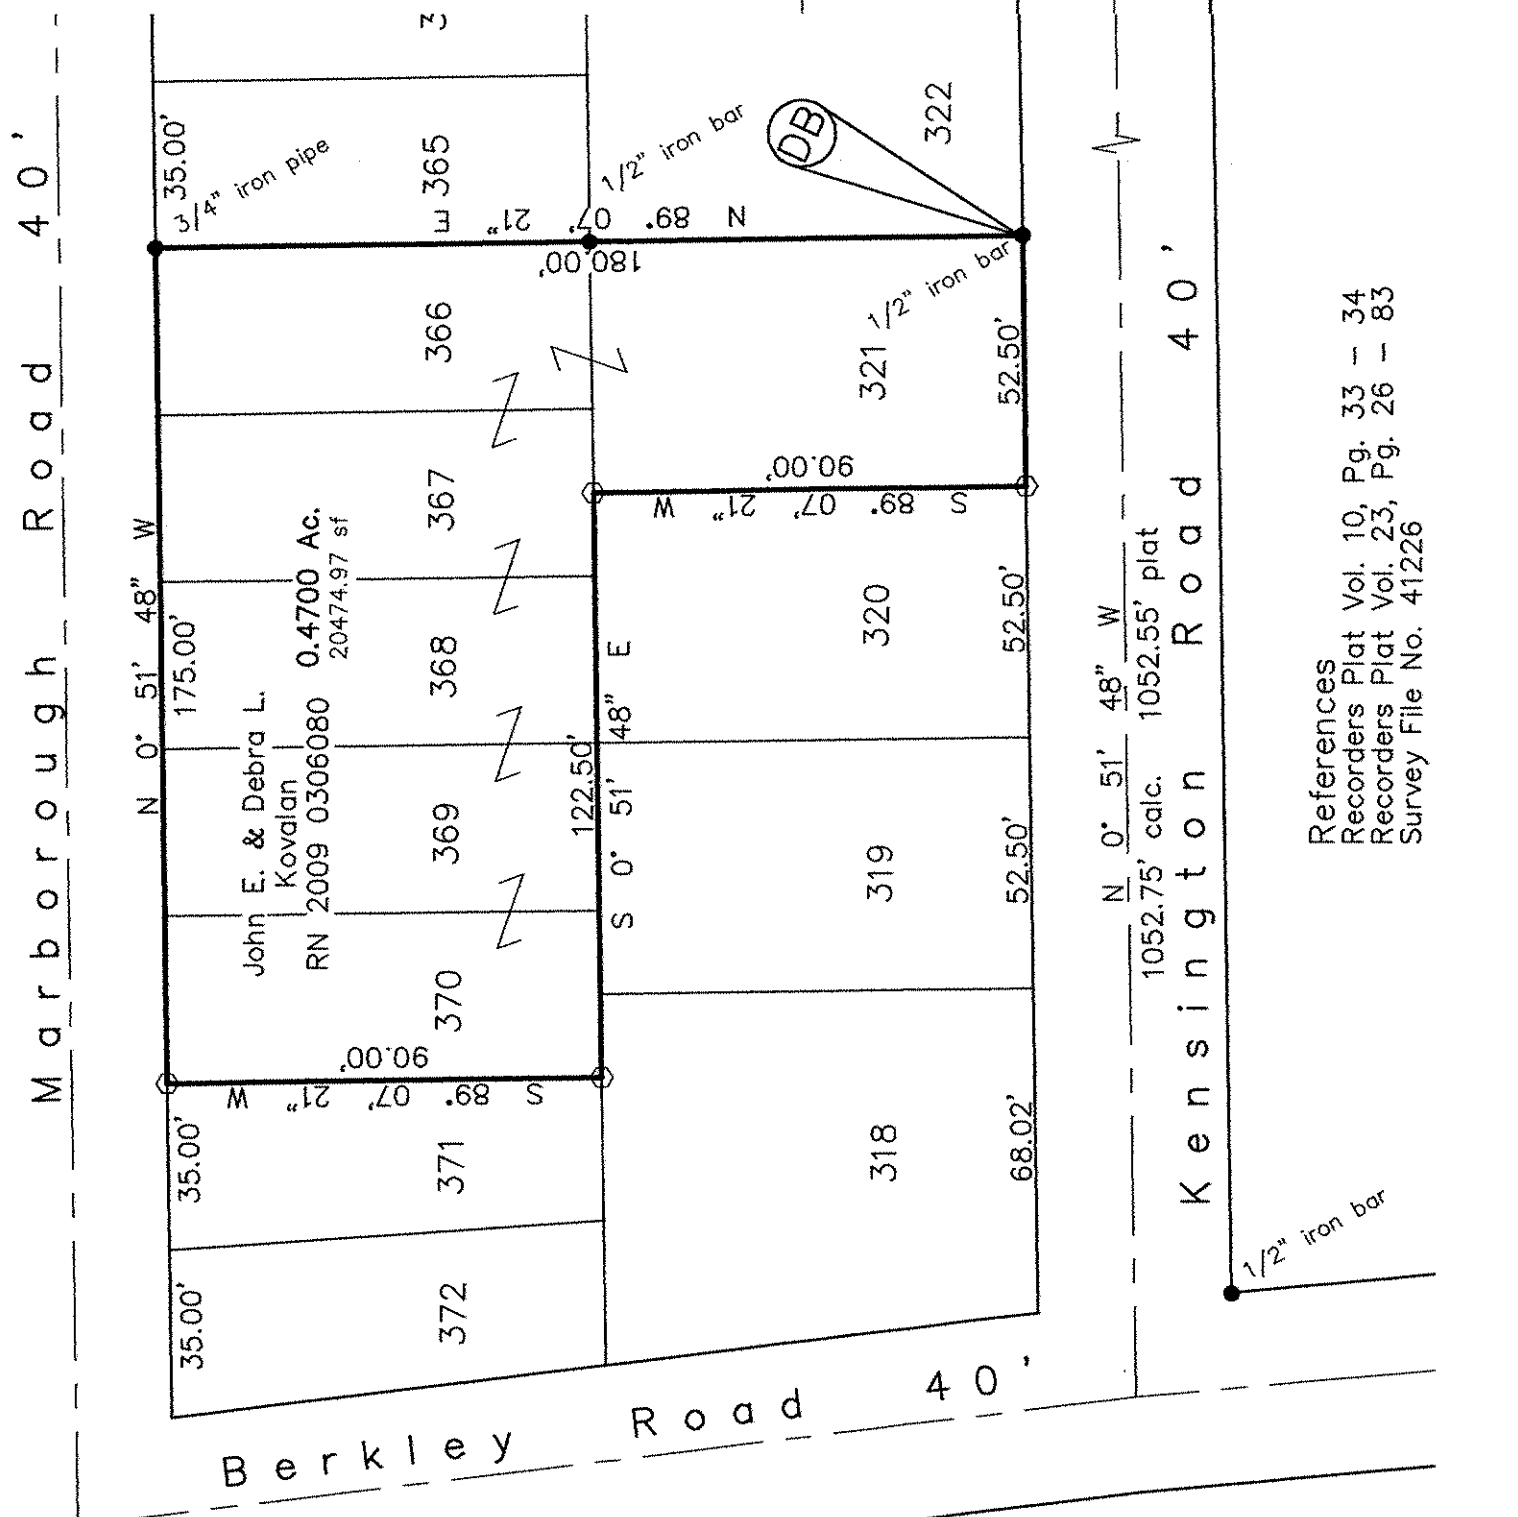 Marborough Road 40'
N 0° 51' 48" W
175.00'
35.00'
3/4" iron pipe
365
N 89° 07' 21" E
180.00'
1/2" iron bar
DB
322
1/2" iron bar
366
367
368
369
370
John E. & Debra L.
Kovalan
RN 2009 0306080
0.4700 Ac.
20474.97 sf
122.50'
S 0° 51' 48" E
S 89° 07' 21" W
90.00'
321
52.50'
S 89° 07' 21" W
90.00'
320
52.50'
319
52.50'
318
68.02'
371
35.00'
372
35.00'
N 0° 51' 48" W
1052.75' calc. 1052.55' plat
Kensington Road 40'
1/2" iron bar
Berkley Road 40'
References
Recorders Plat Vol. 10, Pg. 33 - 34
Recorders Plat Vol. 23, Pg. 26 - 83
Survey File No. 41226